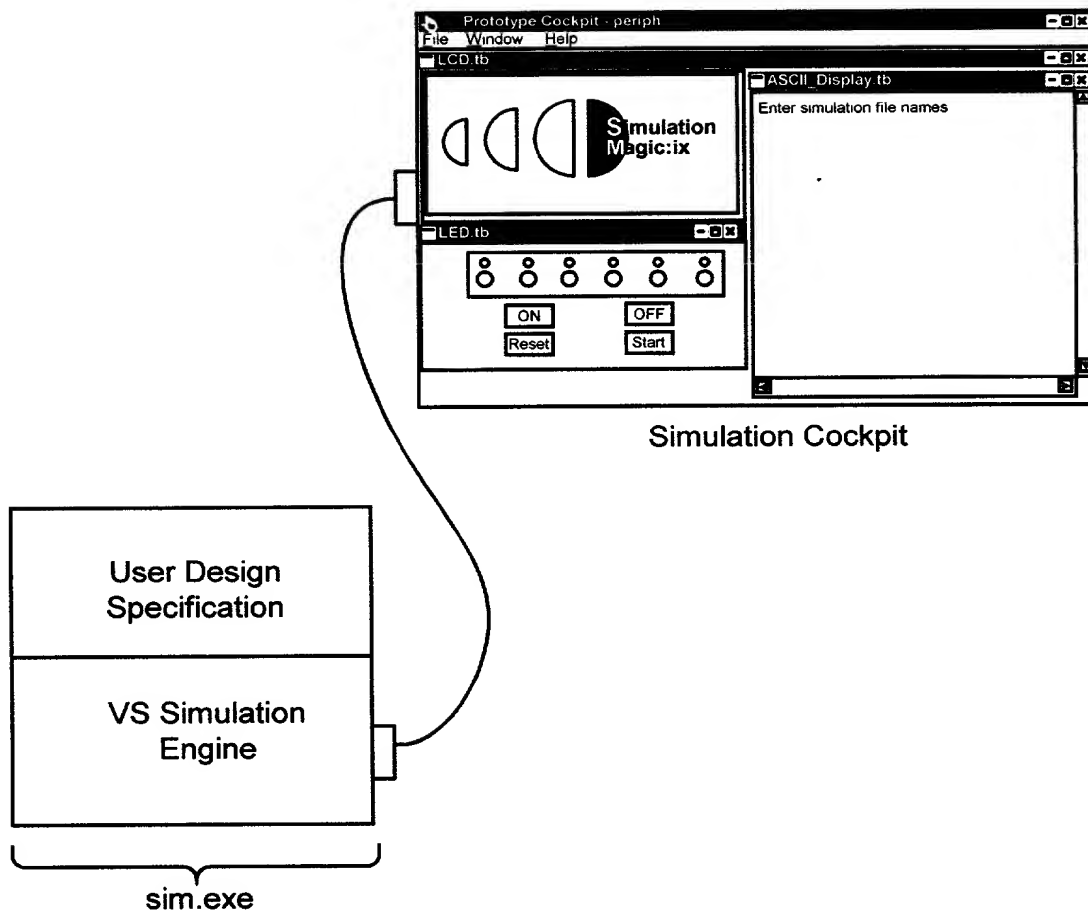 Prototype Cockpit - periph
File Window Help
LCD.tb
Simulation
Magic:ix
ASCII_Display.tb
Enter simulation file names
LED.tb
ON OFF
Reset Start
Simulation Cockpit
User Design
Specification
VS Simulation
Engine
sim.exe